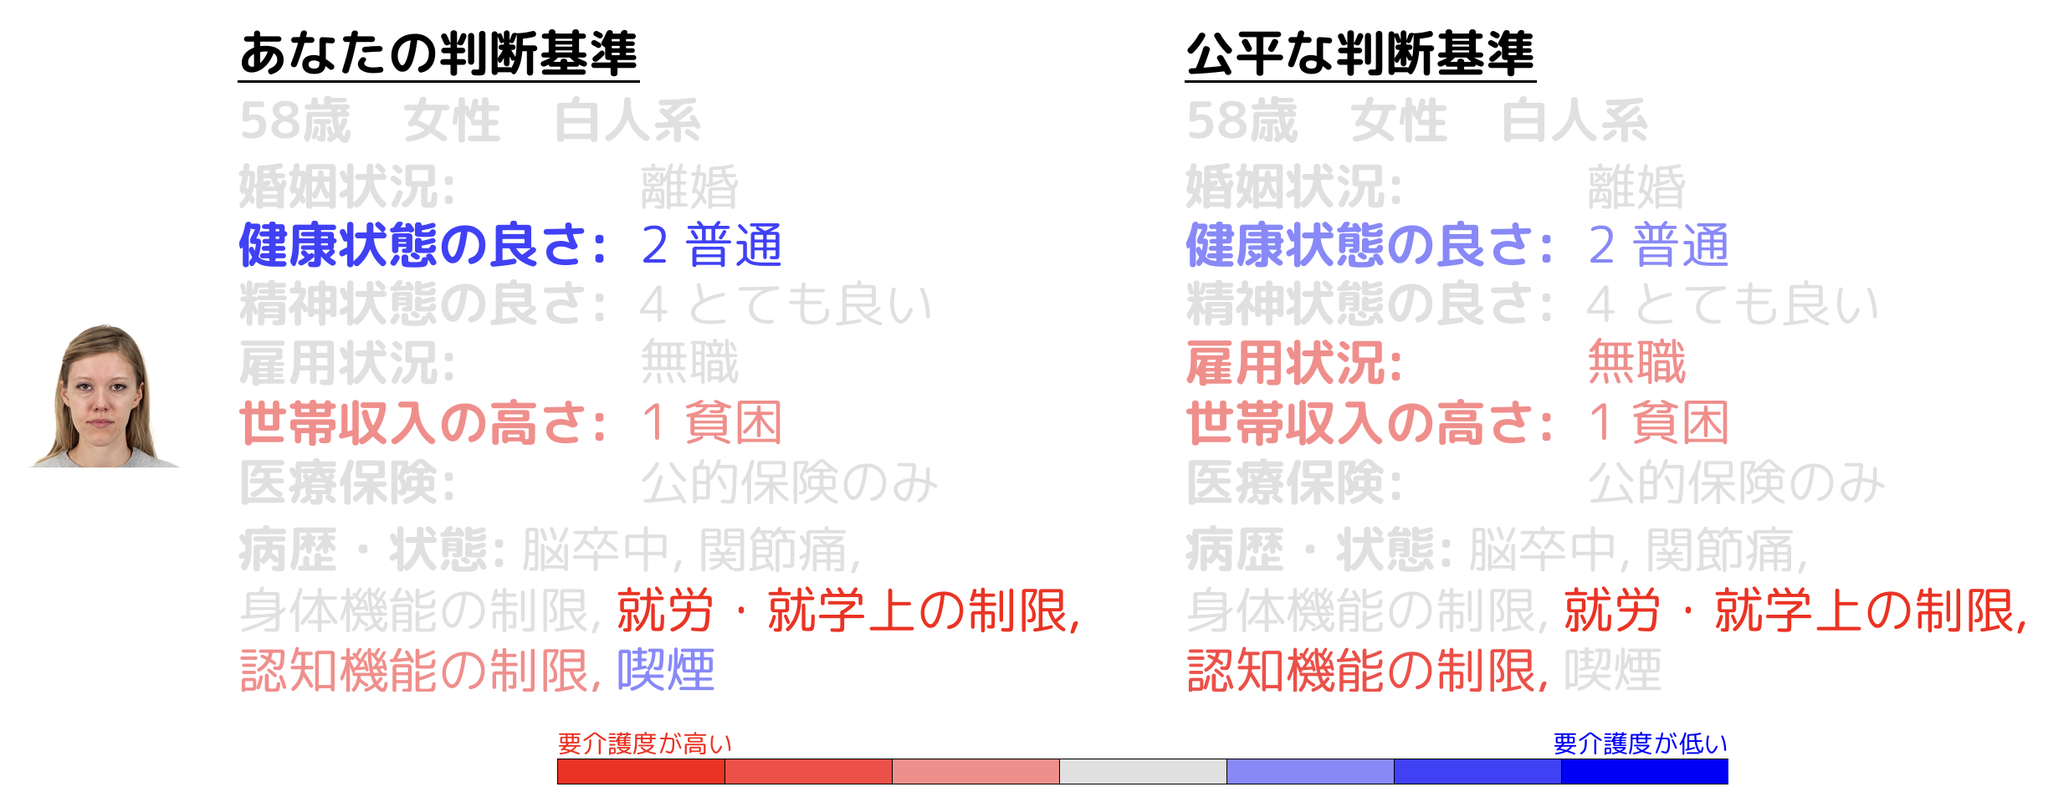 あなたの判断基準
58歳 女性 白人系
婚姻状況: 離婚
健康状態の良さ: 2 普通
精神状態の良さ: 4 とても良い
雇用状況: 無職
世帯収入の高さ: 1 貧困
医療保険: 公的保険のみ
病歴・状態: 脳卒中, 関節痛,
身体機能の制限, 就労・就学上の制限,
認知機能の制限, 喫煙
公平な判断基準
58歳 女性 白人系
婚姻状況: 離婚
健康状態の良さ: 2 普通
精神状態の良さ: 4 とても良い
雇用状況: 無職
世帯収入の高さ: 1 貧困
医療保険: 公的保険のみ
病歴・状態: 脳卒中, 関節痛,
身体機能の制限, 就労・就学上の制限,
認知機能の制限, 喫煙
要介護度が高い
要介護度が低い